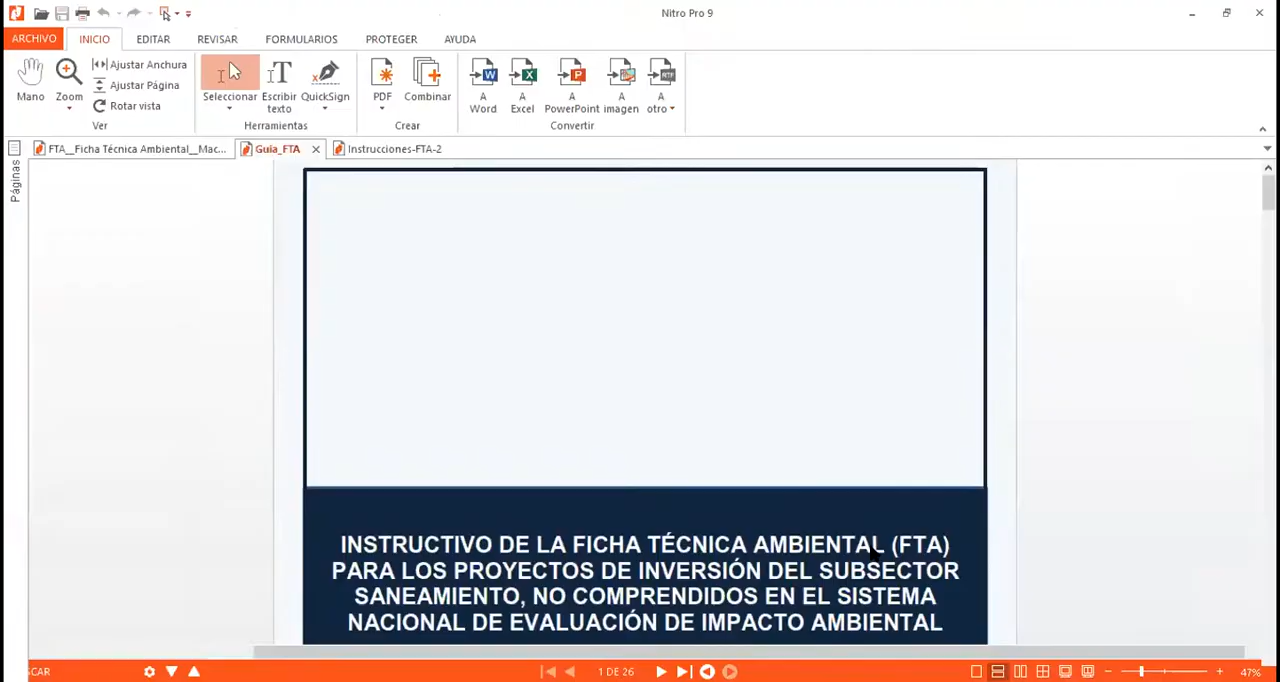 Nitro Pro 9
ARCHIVO INICIO EDITAR REVISAR FORMULARIOS PROTEGER AYUDA
Mano
Zoom
Ajustar Anchura
Ajustar Página
Rotar vista
Ver
Seleccionar
Escribir texto
QuickSign
Herramientas
PDF
Combinar
Crear
A Word
A Excel
A PowerPoint
A imagen
A otro
Convertir
FTA__Ficha Técnica Ambiental__Mac...
Guia_FTA
Instrucciones-FTA-2
Páginas
INSTRUCTIVO DE LA FICHA TÉCNICA AMBIENTAL (FTA)
PARA LOS PROYECTOS DE INVERSIÓN DEL SUBSECTOR
SANEAMIENTO, NO COMPRENDIDOS EN EL SISTEMA
NACIONAL DE EVALUACIÓN DE IMPACTO AMBIENTAL
SCAR
1 DE 26
47%